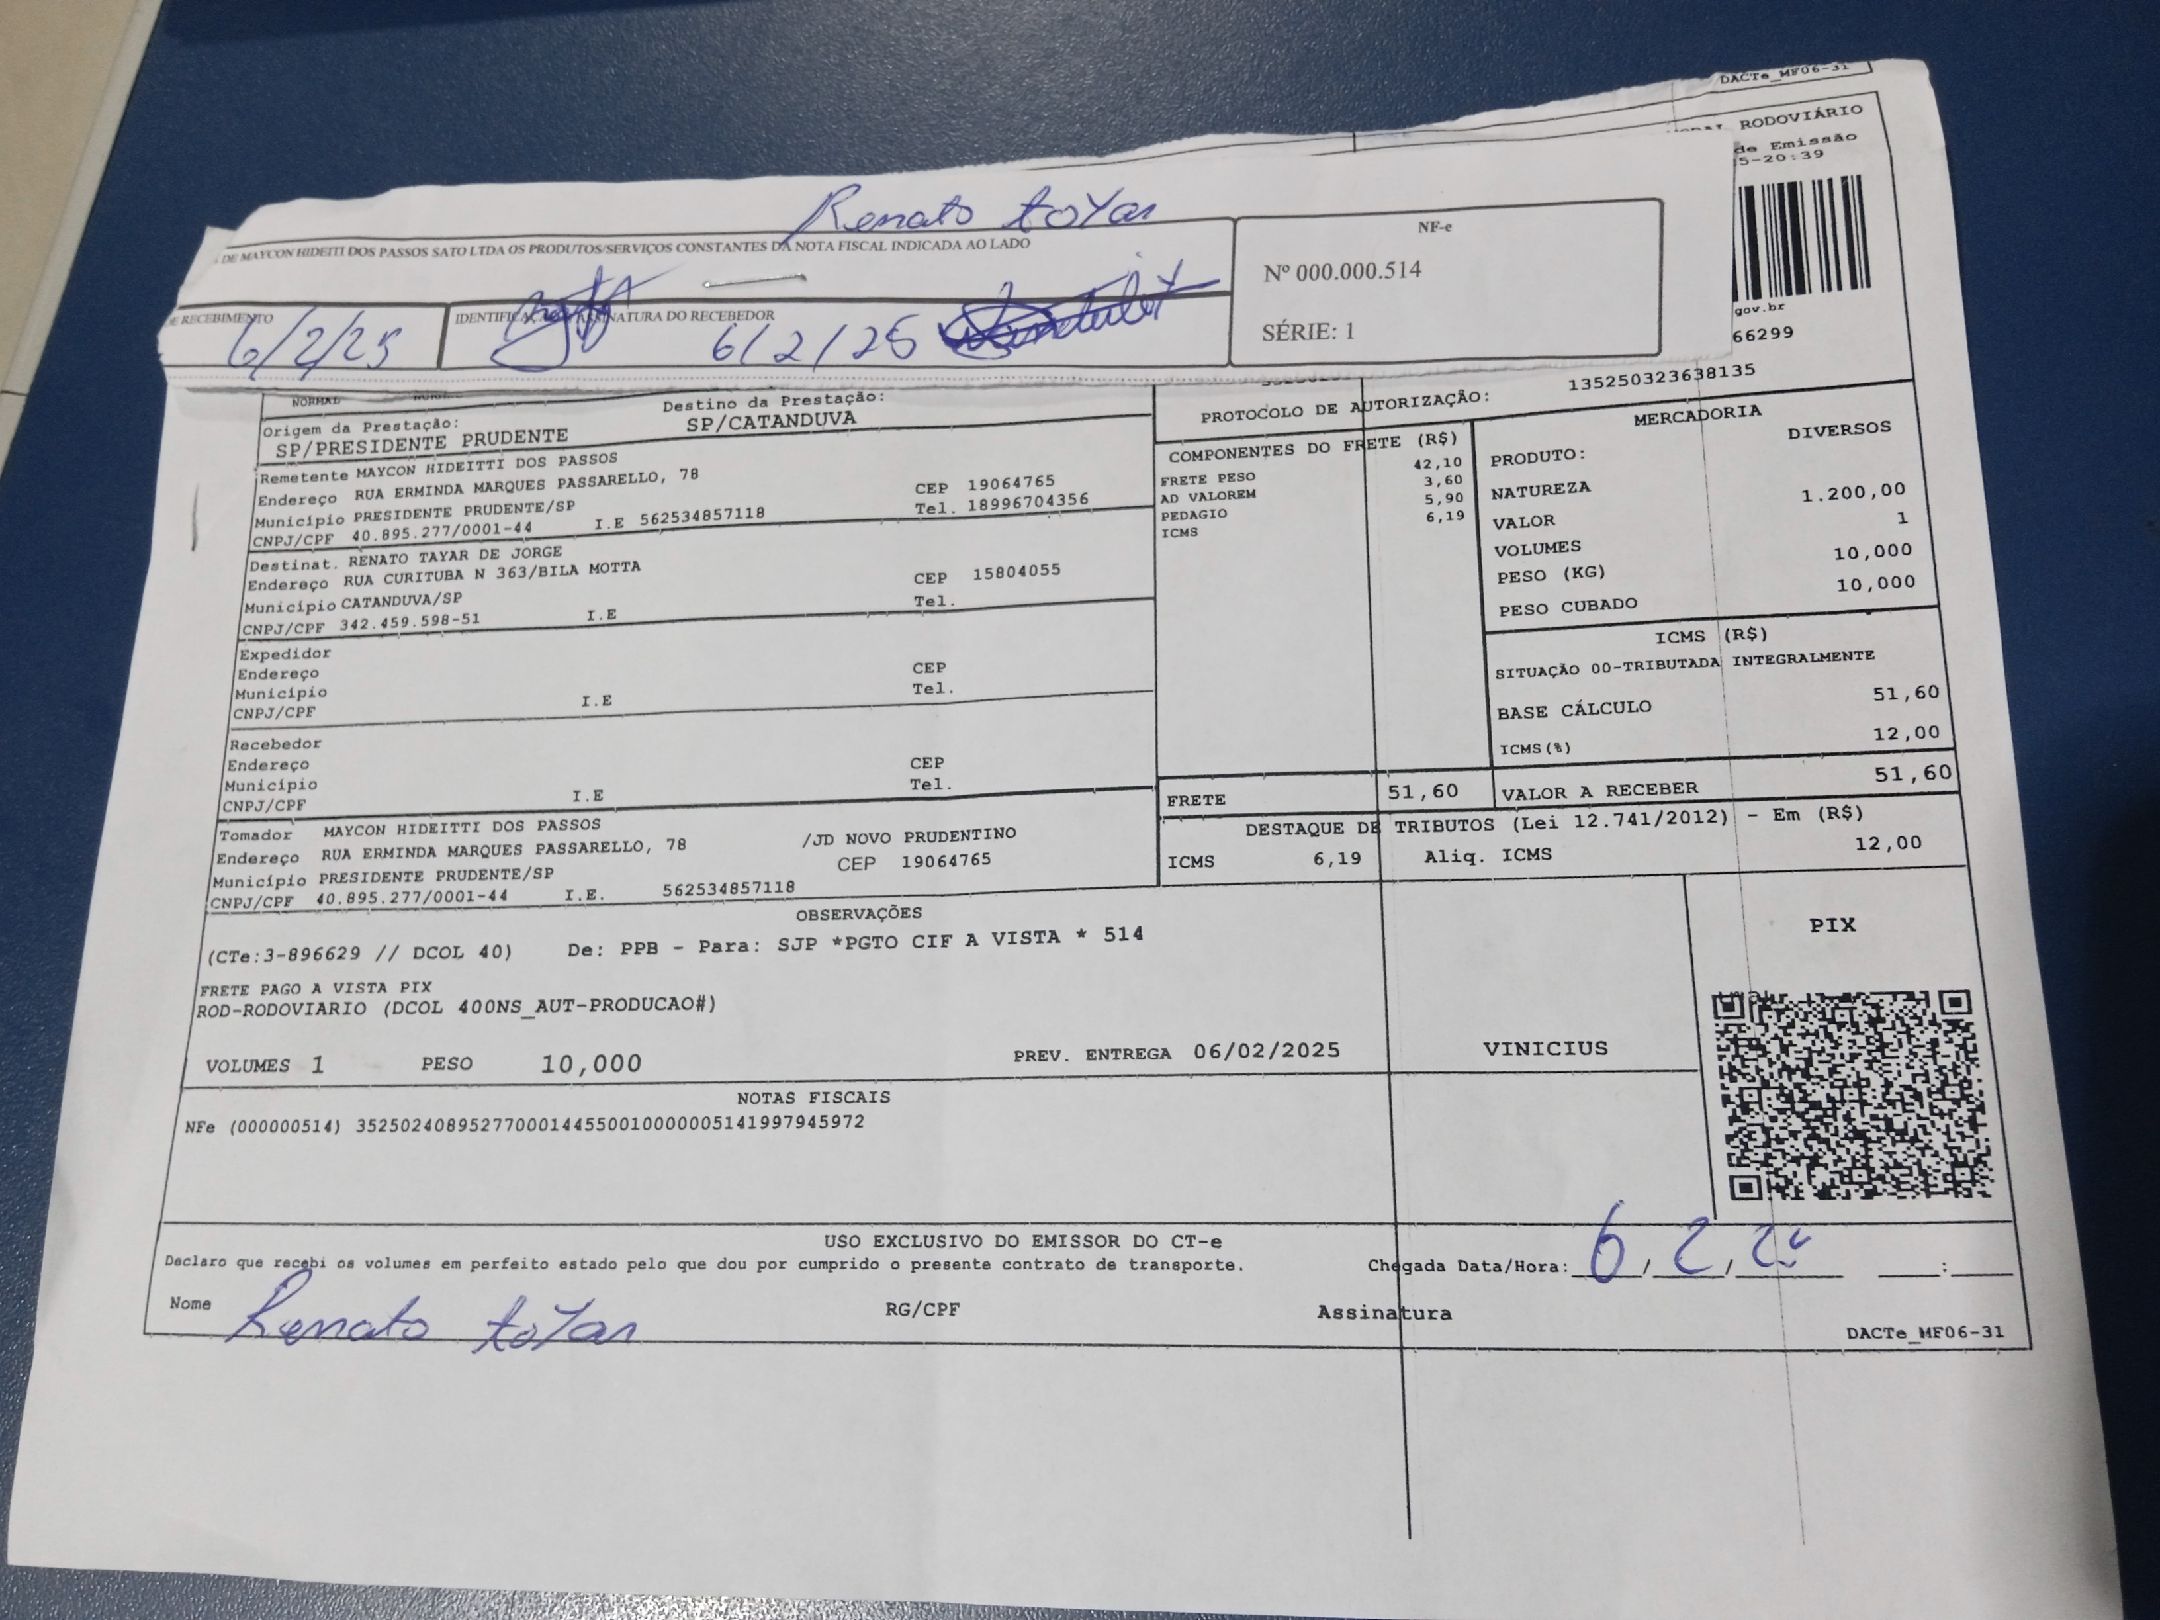 DACTe_MF06-31
RODOVIÁRIO
de Emissão
5-20:39
gov.br
66299
Renato toYar
DE MAYCON HIDEITI DOS PASSOS SATO LTDA OS PRODUTOS/SERVIÇOS CONSTANTES DA NOTA FISCAL INDICADA AO LADO
NF-e
Nº 000.000.514
SÉRIE: 1
RECEBIMENTO
6/2/25
ASSINATURA DO RECEBEDOR
6/2/25
NORMAL
Origem da Prestação:
SP/PRESIDENTE PRUDENTE
Destino da Prestação:
SP/CATANDUVA
Remetente MAYCON HIDEITTI DOS PASSOS
Endereço RUA ERMINDA MARQUES PASSARELLO, 78 CEP 19064765
Município PRESIDENTE PRUDENTE/SP Tel. 18996704356
CNPJ/CPF 40.895.277/0001-44 I.E 562534857118
Destinat. RENATO TAYAR DE JORGE
Endereço RUA CURITUBA N 363/BILA MOTTA CEP 15804055
Município CATANDUVA/SP Tel.
CNPJ/CPF 342.459.598-51 I.E
Expedidor
Endereço CEP
Município Tel.
CNPJ/CPF I.E
Recebedor
Endereço CEP
Município Tel.
CNPJ/CPF I.E
Tomador MAYCON HIDEITTI DOS PASSOS
Endereço RUA ERMINDA MARQUES PASSARELLO, 78 /JD NOVO PRUDENTINO
Município PRESIDENTE PRUDENTE/SP CEP 19064765
CNPJ/CPF 40.895.277/0001-44 I.E. 562534857118
PROTOCOLO DE AUTORIZAÇÃO: 135250323638135
COMPONENTES DO FRETE (R$)
FRETE PESO 42,10
AD VALOREM 3,60
PEDAGIO 5,90
ICMS 6,19
MERCADORIA
PRODUTO: DIVERSOS
NATUREZA
VALOR 1.200,00
VOLUMES 1
PESO (KG) 10,000
PESO CUBADO 10,000
ICMS (R$)
SITUAÇÃO 00-TRIBUTADA INTEGRALMENTE
BASE CÁLCULO 51,60
ICMS(%) 12,00
FRETE 51,60 VALOR A RECEBER 51,60
DESTAQUE DE TRIBUTOS (Lei 12.741/2012) - Em (R$)
ICMS 6,19 Aliq. ICMS 12,00
OBSERVAÇÕES
(CTe:3-896629 // DCOL 40) De: PPB - Para: SJP *PGTO CIF A VISTA * 514
FRETE PAGO A VISTA PIX
ROD-RODOVIARIO (DCOL 400NS_AUT-PRODUCAO#)
VOLUMES 1 PESO 10,000 PREV. ENTREGA 06/02/2025 VINICIUS
PIX
NOTAS FISCAIS
NFe (000000514) 35250240895277000144550010000005141997945972
USO EXCLUSIVO DO EMISSOR DO CT-e
Declaro que recebi os volumes em perfeito estado pelo que dou por cumprido o presente contrato de transporte. Chegada Data/Hora: 6/2/25 :
Nome Renato toYar RG/CPF Assinatura
DACTe_MF06-31